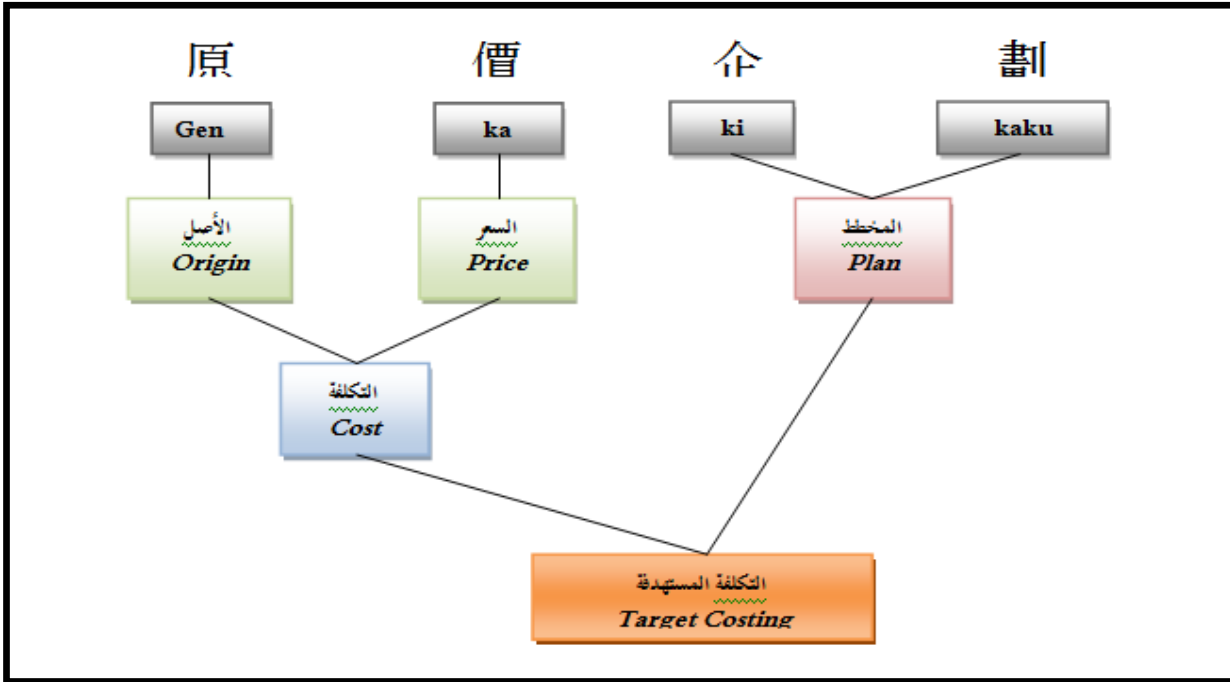 原 價 企 劃
Gen ka ki kaku
الأصل السعر المخطط
Origin Price Plan
التكلفة
Cost
التكلفة المستهدفة
Target Costing